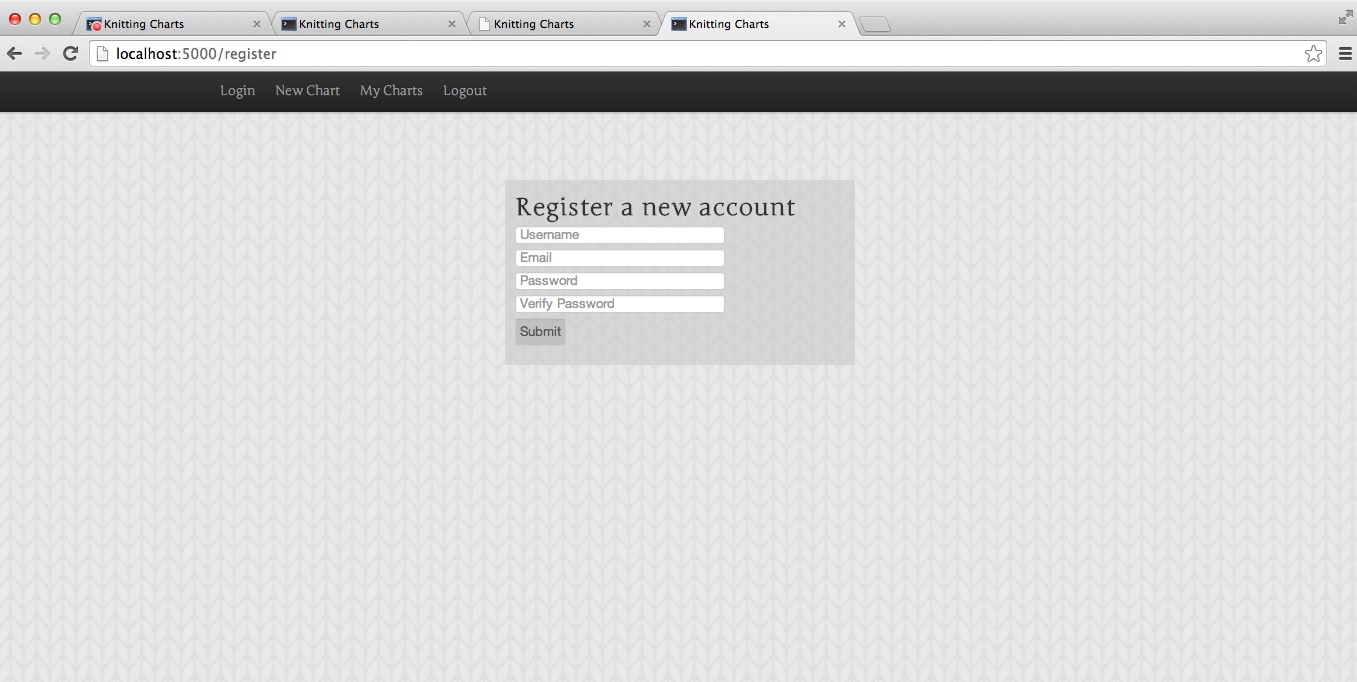 Knitting Charts Knitting Charts Knitting Charts Knitting Charts
localhost:5000/register
Login New Chart My Charts Logout
Register a new account
Username
Email
Password
Verify Password
Submit